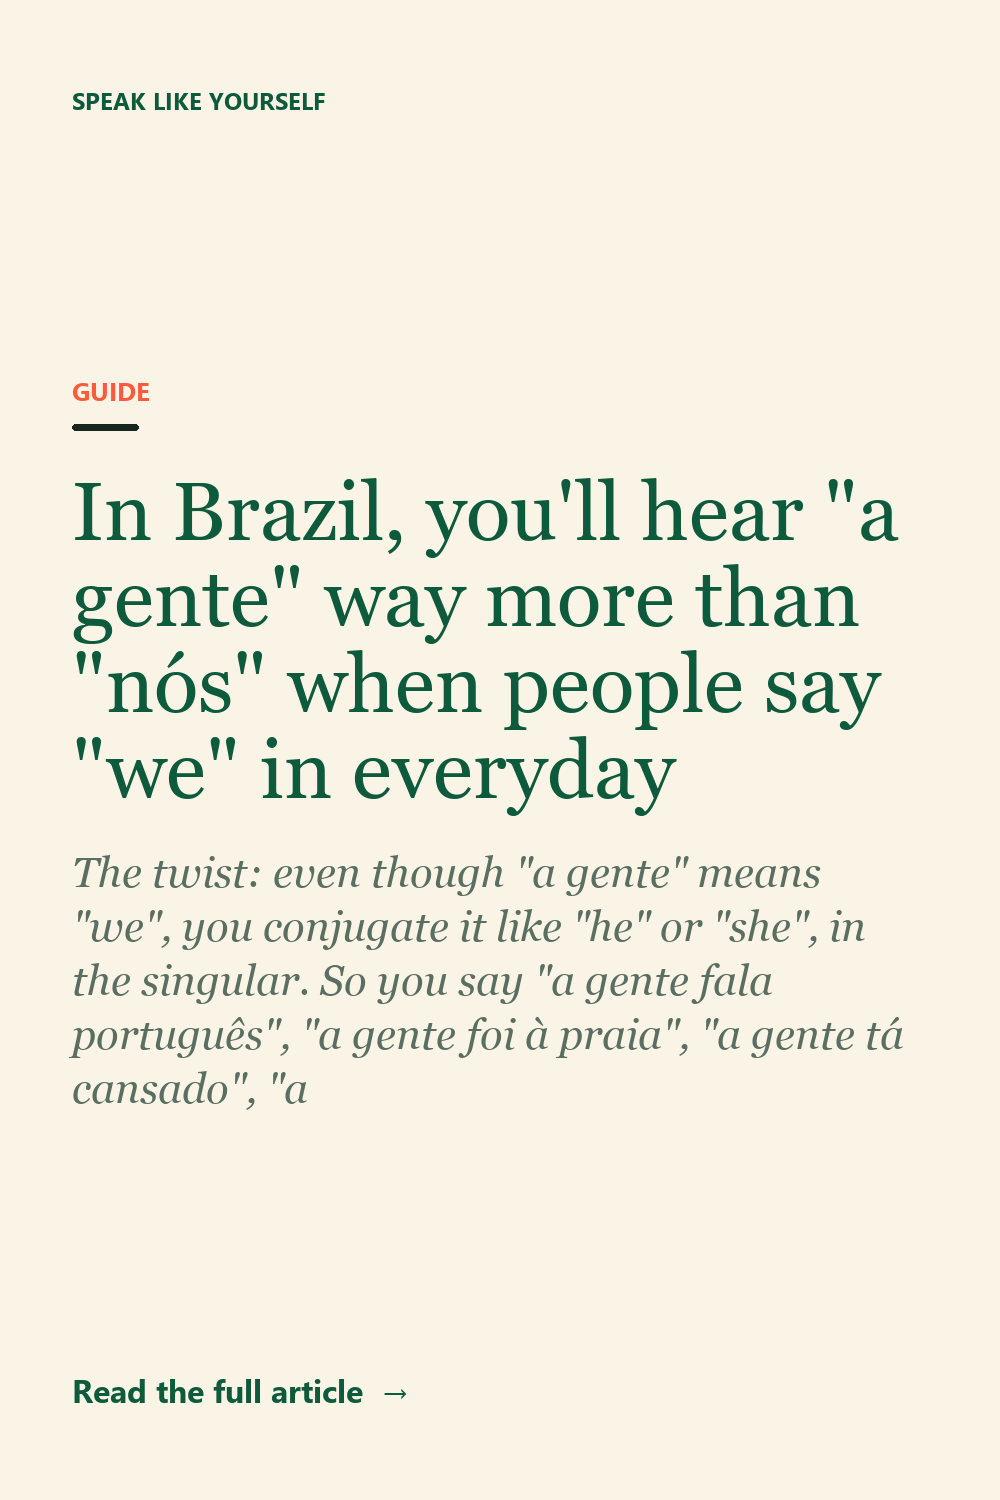 SPEAK LIKE YOURSELF
GUIDE
In Brazil, you'll hear "a
gente" way more than
"nós" when people say
"we" in everyday
The twist: even though "a gente" means
"we", you conjugate it like "he" or "she", in
the singular. So you say "a gente fala
português", "a gente foi à praia", "a gente tá
cansado", "a
Read the full article →